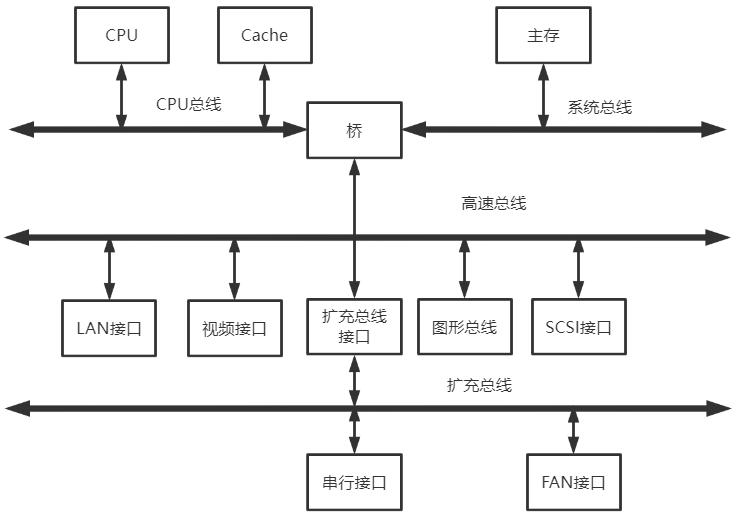 CPU
Cache
主存
CPU总线
系统总线
桥
高速总线
LAN接口
视频接口
扩充总线
接口
图形总线
SCSI接口
扩充总线
串行接口
FAN接口